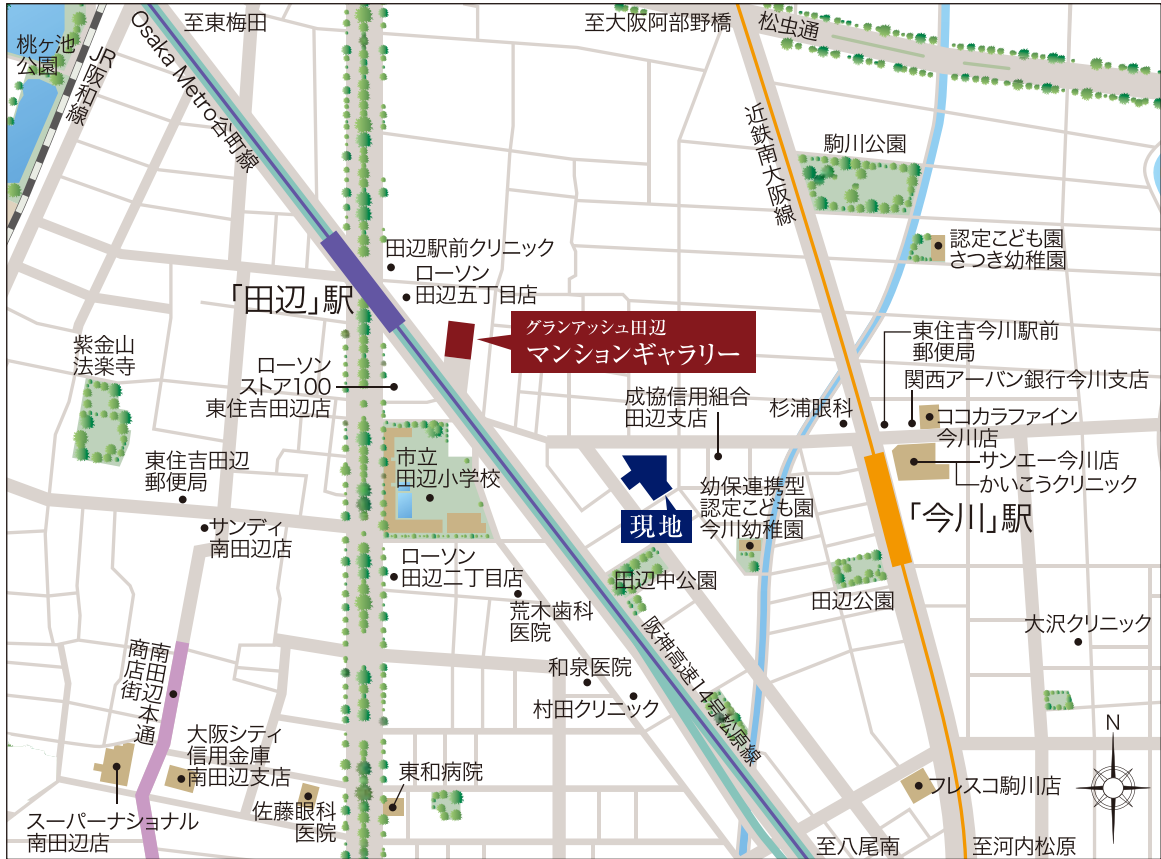 至東梅田
至大阪阿部野橋
松虫通
桃ヶ池
公園
JR阪和線
Osaka Metro谷町線
近鉄南大阪線
駒川公園
認定こども園
さつき幼稚園
田辺駅前クリニック
ローソン
田辺五丁目店
「田辺」駅
グランアッシュ田辺
マンションギャラリー
東住吉今川駅前
郵便局
紫金山
法楽寺
ローソン
ストア100
東住吉田辺店
成協信用組合
田辺支店
杉浦眼科
関西アーバン銀行今川支店
ココカラファイン
今川店
サンエー今川店
かいこうクリニック
東住吉田辺
郵便局
市立
田辺小学校
幼保連携型
認定こども園
今川幼稚園
現地
「今川」駅
サンディ
南田辺店
ローソン
田辺二丁目店
田辺中公園
田辺公園
荒木歯科
医院
大沢クリニック
阪神高速14号松原線
南田辺本通
商店街
和泉医院
村田クリニック
N
大阪シティ
信用金庫
南田辺支店
東和病院
フレスコ駒川店
佐藤眼科
医院
スーパーナショナル
南田辺店
至八尾南
至河内松原